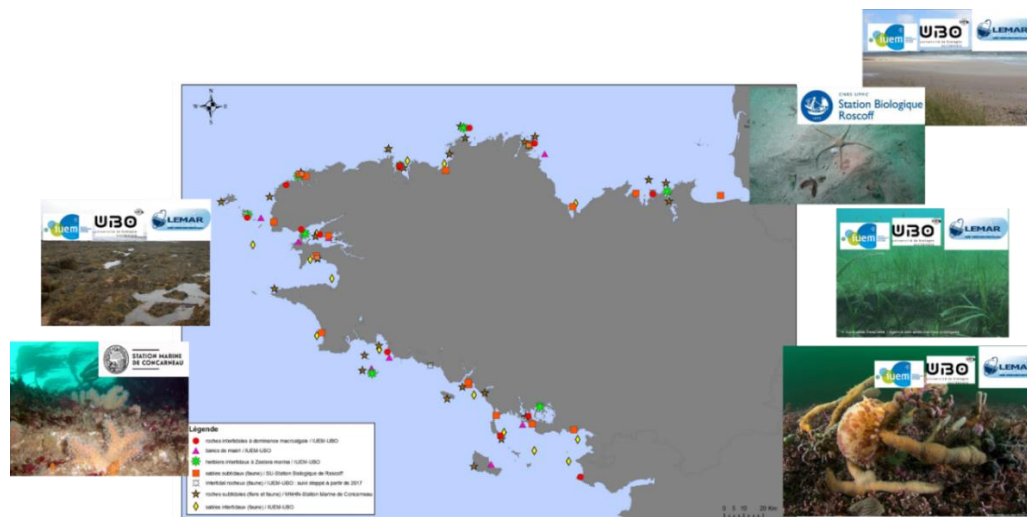 iuem UBO LEMAR
CNRS UPMC
Station Biologique
Roscoff
N
W E
S
iuem UBO LEMAR
iuem UBO LEMAR
STATION MARINE
DE CONCARNEAU
iuem UBO LEMAR
Légende
roches intertidales à dominance macroalgale / IUEM-UBO
bancs de maërl / IUEM-UBO
herbiers intertidaux à Zostera marina / IUEM-UBO
sables subtidaux (faune) / SU-Station Biologique de Roscoff
intertidal rocheux (faune) / IUEM-UBO : suivi stoppé à partir de 2017
roches subtidales (flore et faune) / MNHN-Station Marine de Concarneau
sables intertidaux (faune) / IUEM-UBO
0 5 10 20 Km